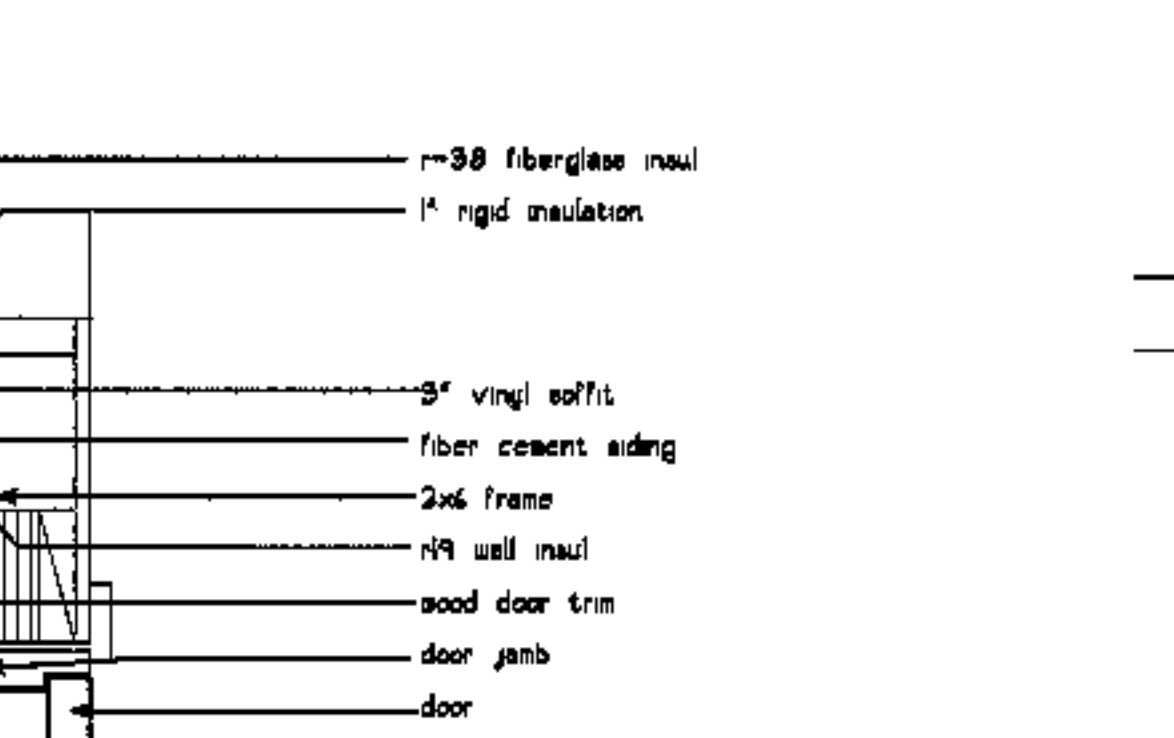 r-38 fiberglass insul
1" rigid insulation
3" vinyl soffit
fiber cement siding
2x6 frame
r19 wall insul
wood door trim
door jamb
door